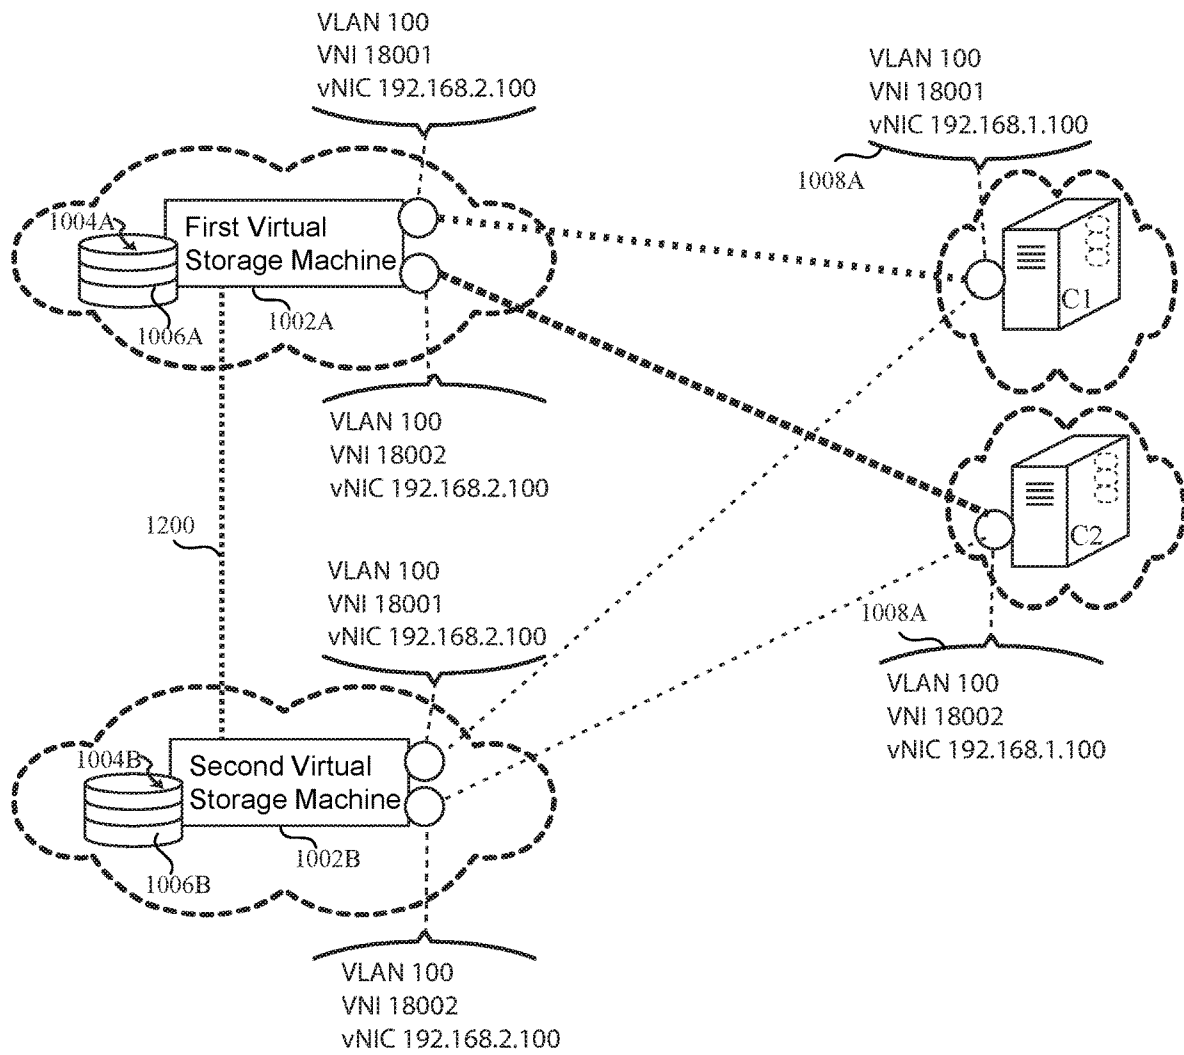 VLAN 100
VNI 18001
vNIC 192.168.2.100
VLAN 100
VNI 18001
vNIC 192.168.1.100
1008A
1004A
First Virtual
Storage Machine
1006A
1002A
C1
VLAN 100
VNI 18002
vNIC 192.168.2.100
C2
1200
VLAN 100
VNI 18001
vNIC 192.168.2.100
1008A
VLAN 100
VNI 18002
vNIC 192.168.1.100
1004B
Second Virtual
Storage Machine
1006B
1002B
VLAN 100
VNI 18002
vNIC 192.168.2.100